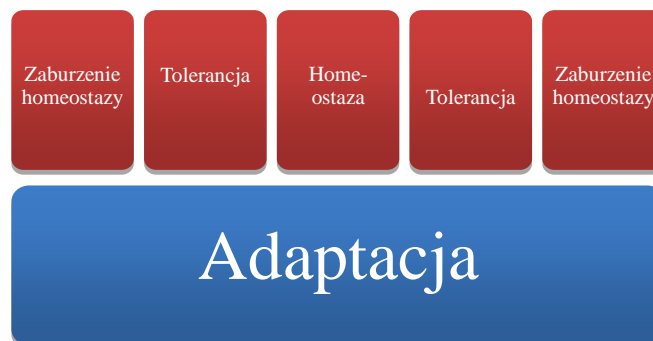 Zaburzenie
homeostazy
Tolerancja
Home-
ostaza
Tolerancja
Zaburzenie
homeostazy
Adaptacja